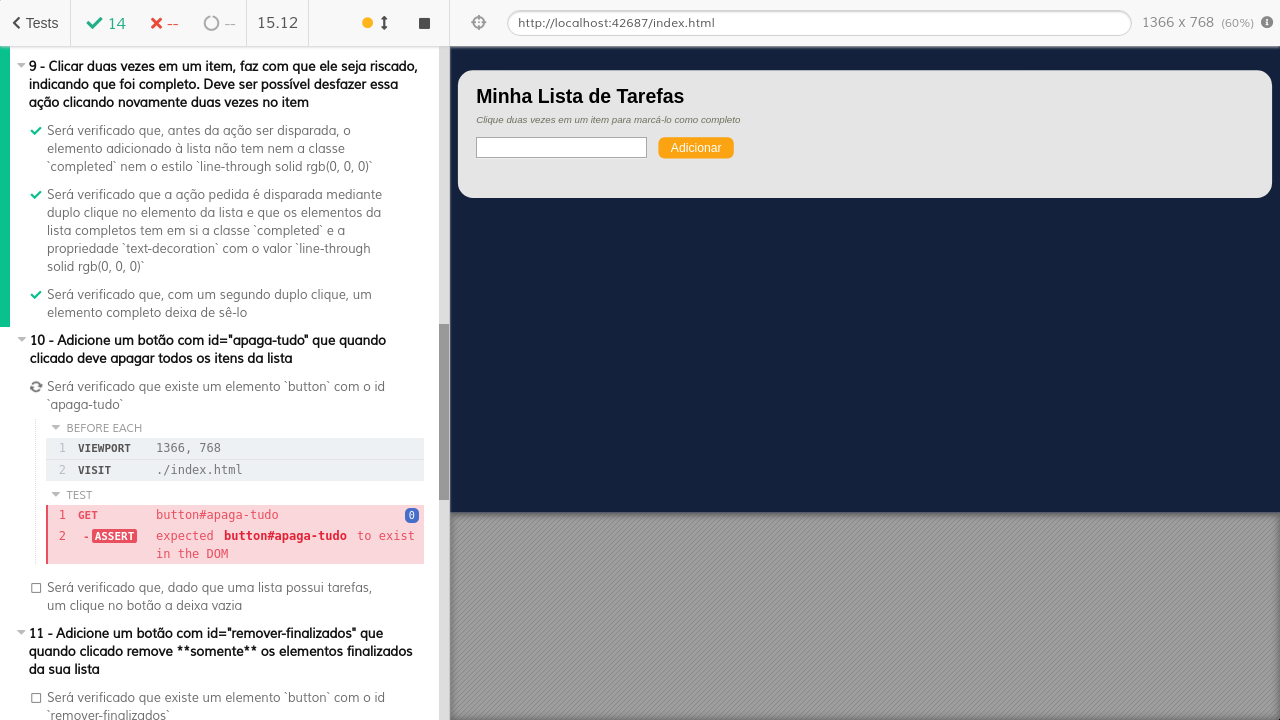 Tests
14
--
--
15.12
http://localhost:42687/index.html
1366 x 768 (60%)
9 - Clicar duas vezes em um item, faz com que ele seja riscado,
indicando que foi completo. Deve ser possível desfazer essa
ação clicando novamente duas vezes no item
Será verificado que, antes da ação ser disparada, o
elemento adicionado à lista não tem nem a classe
`completed` nem o estilo `line-through solid rgb(0, 0, 0)`
Será verificado que a ação pedida é disparada mediante
duplo clique no elemento da lista e que os elementos da
lista completos tem em si a classe `completed` e a
propriedade `text-decoration` com o valor `line-through
solid rgb(0, 0, 0)`
Será verificado que, com um segundo duplo clique, um
elemento completo deixa de sê-lo
10 - Adicione um botão com id="apaga-tudo" que quando
clicado deve apagar todos os itens da lista
Será verificado que existe um elemento `button` com o id
`apaga-tudo`
BEFORE EACH
1 VIEWPORT 1366, 768
2 VISIT ./index.html
TEST
1 GET button#apaga-tudo 0
2 -ASSERT expected button#apaga-tudo to exist
in the DOM
Será verificado que, dado que uma lista possui tarefas,
um clique no botão a deixa vazia
11 - Adicione um botão com id="remover-finalizados" que
quando clicado remove **somente** os elementos finalizados
da sua lista
Será verificado que existe um elemento `button` com o id
`remover-finalizados`
Minha Lista de Tarefas
Clique duas vezes em um item para marcá-lo como completo
Adicionar